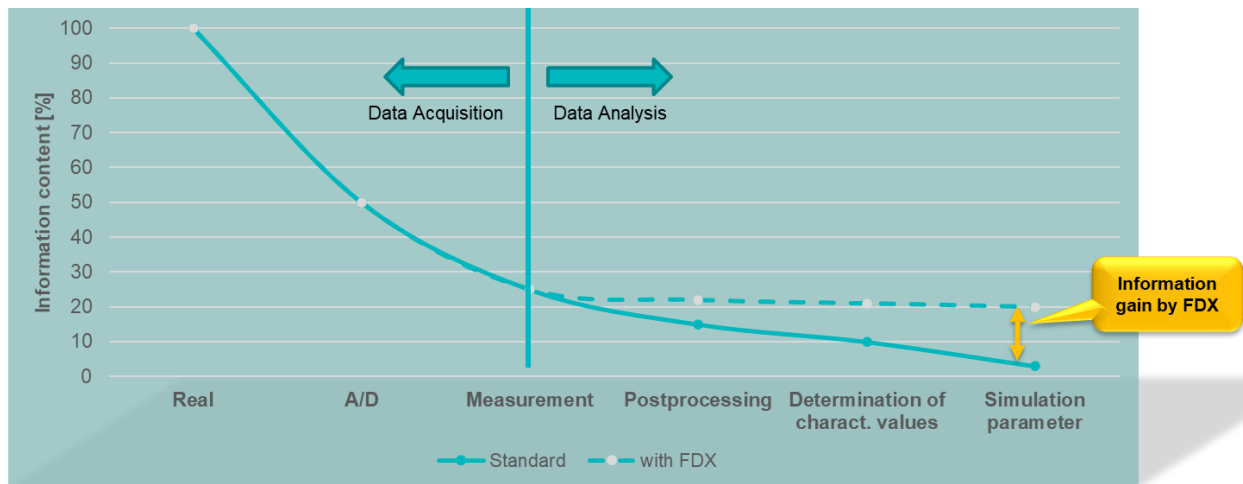 100
90
80
70
60
50
40
30
20
10
0
Information content [%]
Data Acquisition
Data Analysis
Information
gain by FDX
Real
A/D
Measurement
Postprocessing
Determination of
charact. values
Simulation
parameter
Standard
with FDX